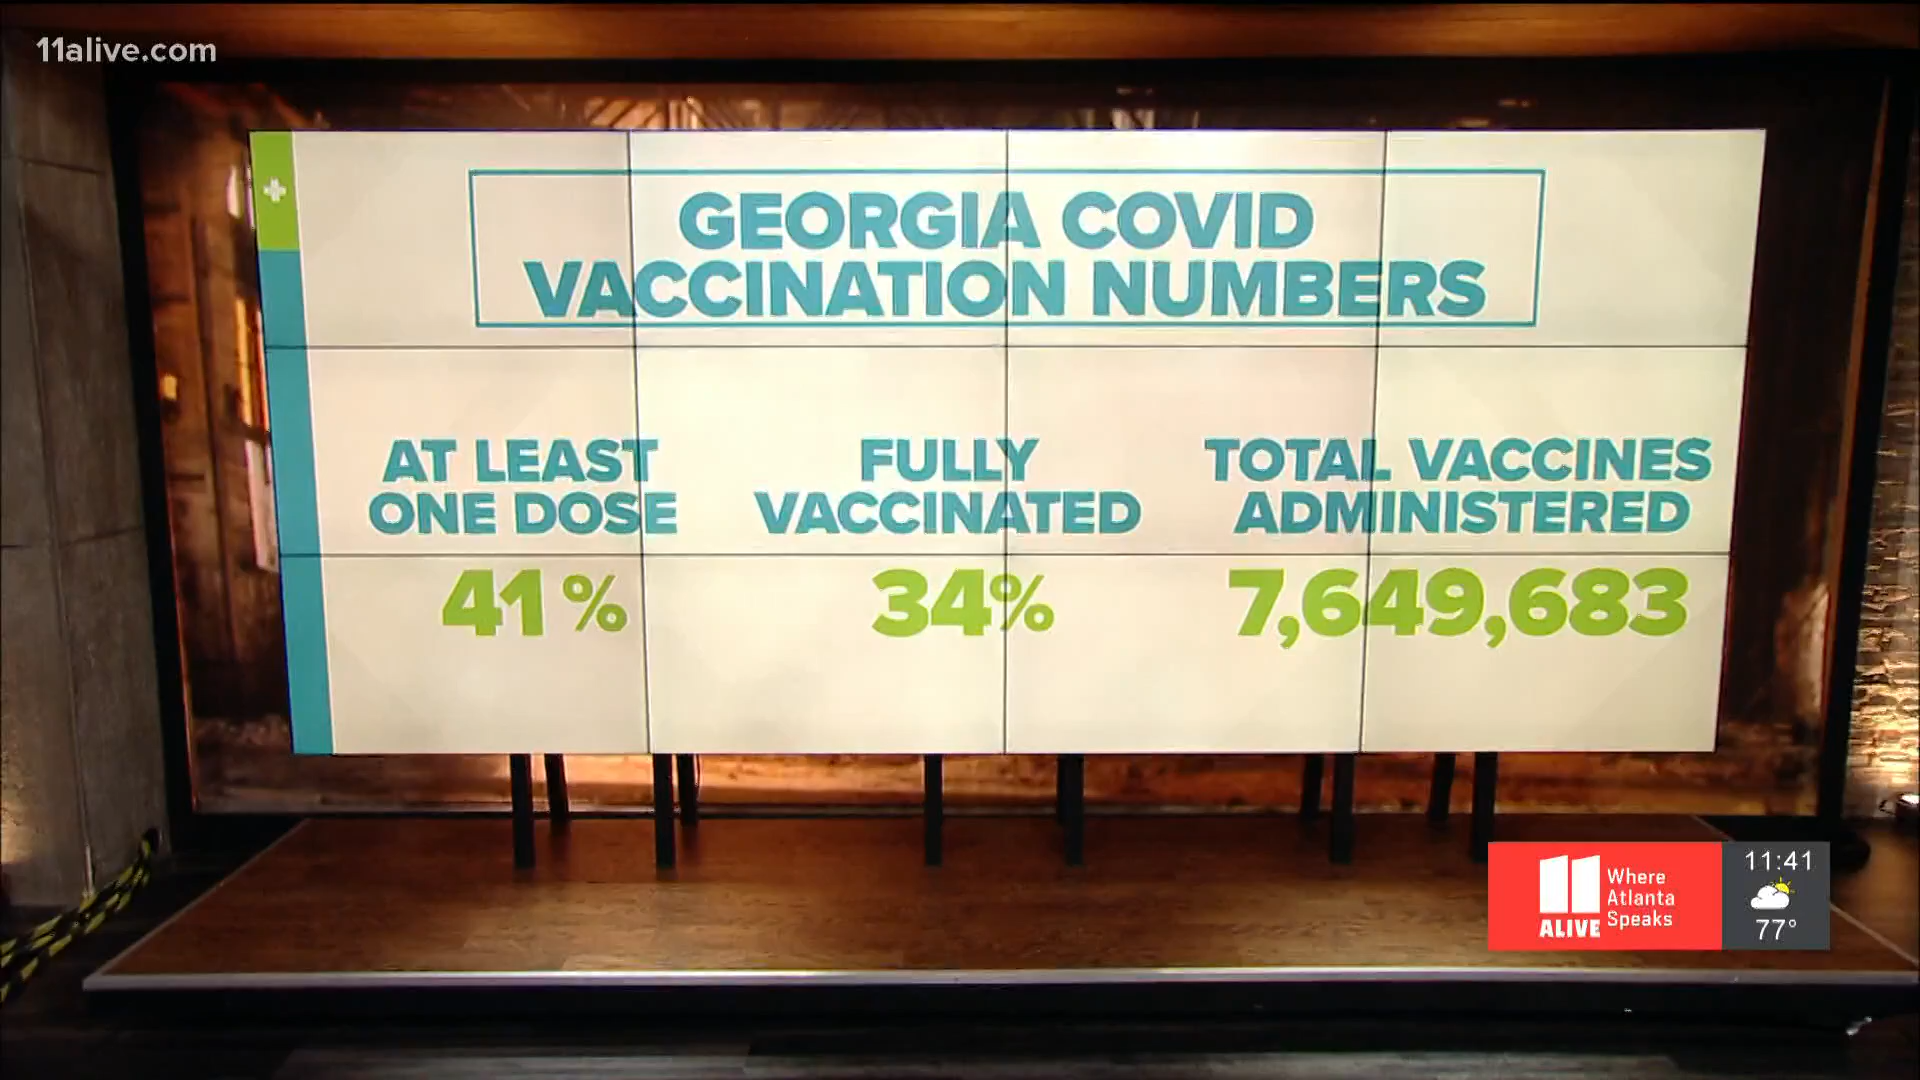 11alive.com
GEORGIA COVID
VACCINATION NUMBERS
AT LEAST
ONE DOSE
41%
FULLY
VACCINATED
34%
TOTAL VACCINES
ADMINISTERED
7,649,683
11
ALIVE
Where
Atlanta
Speaks
11:41
77°